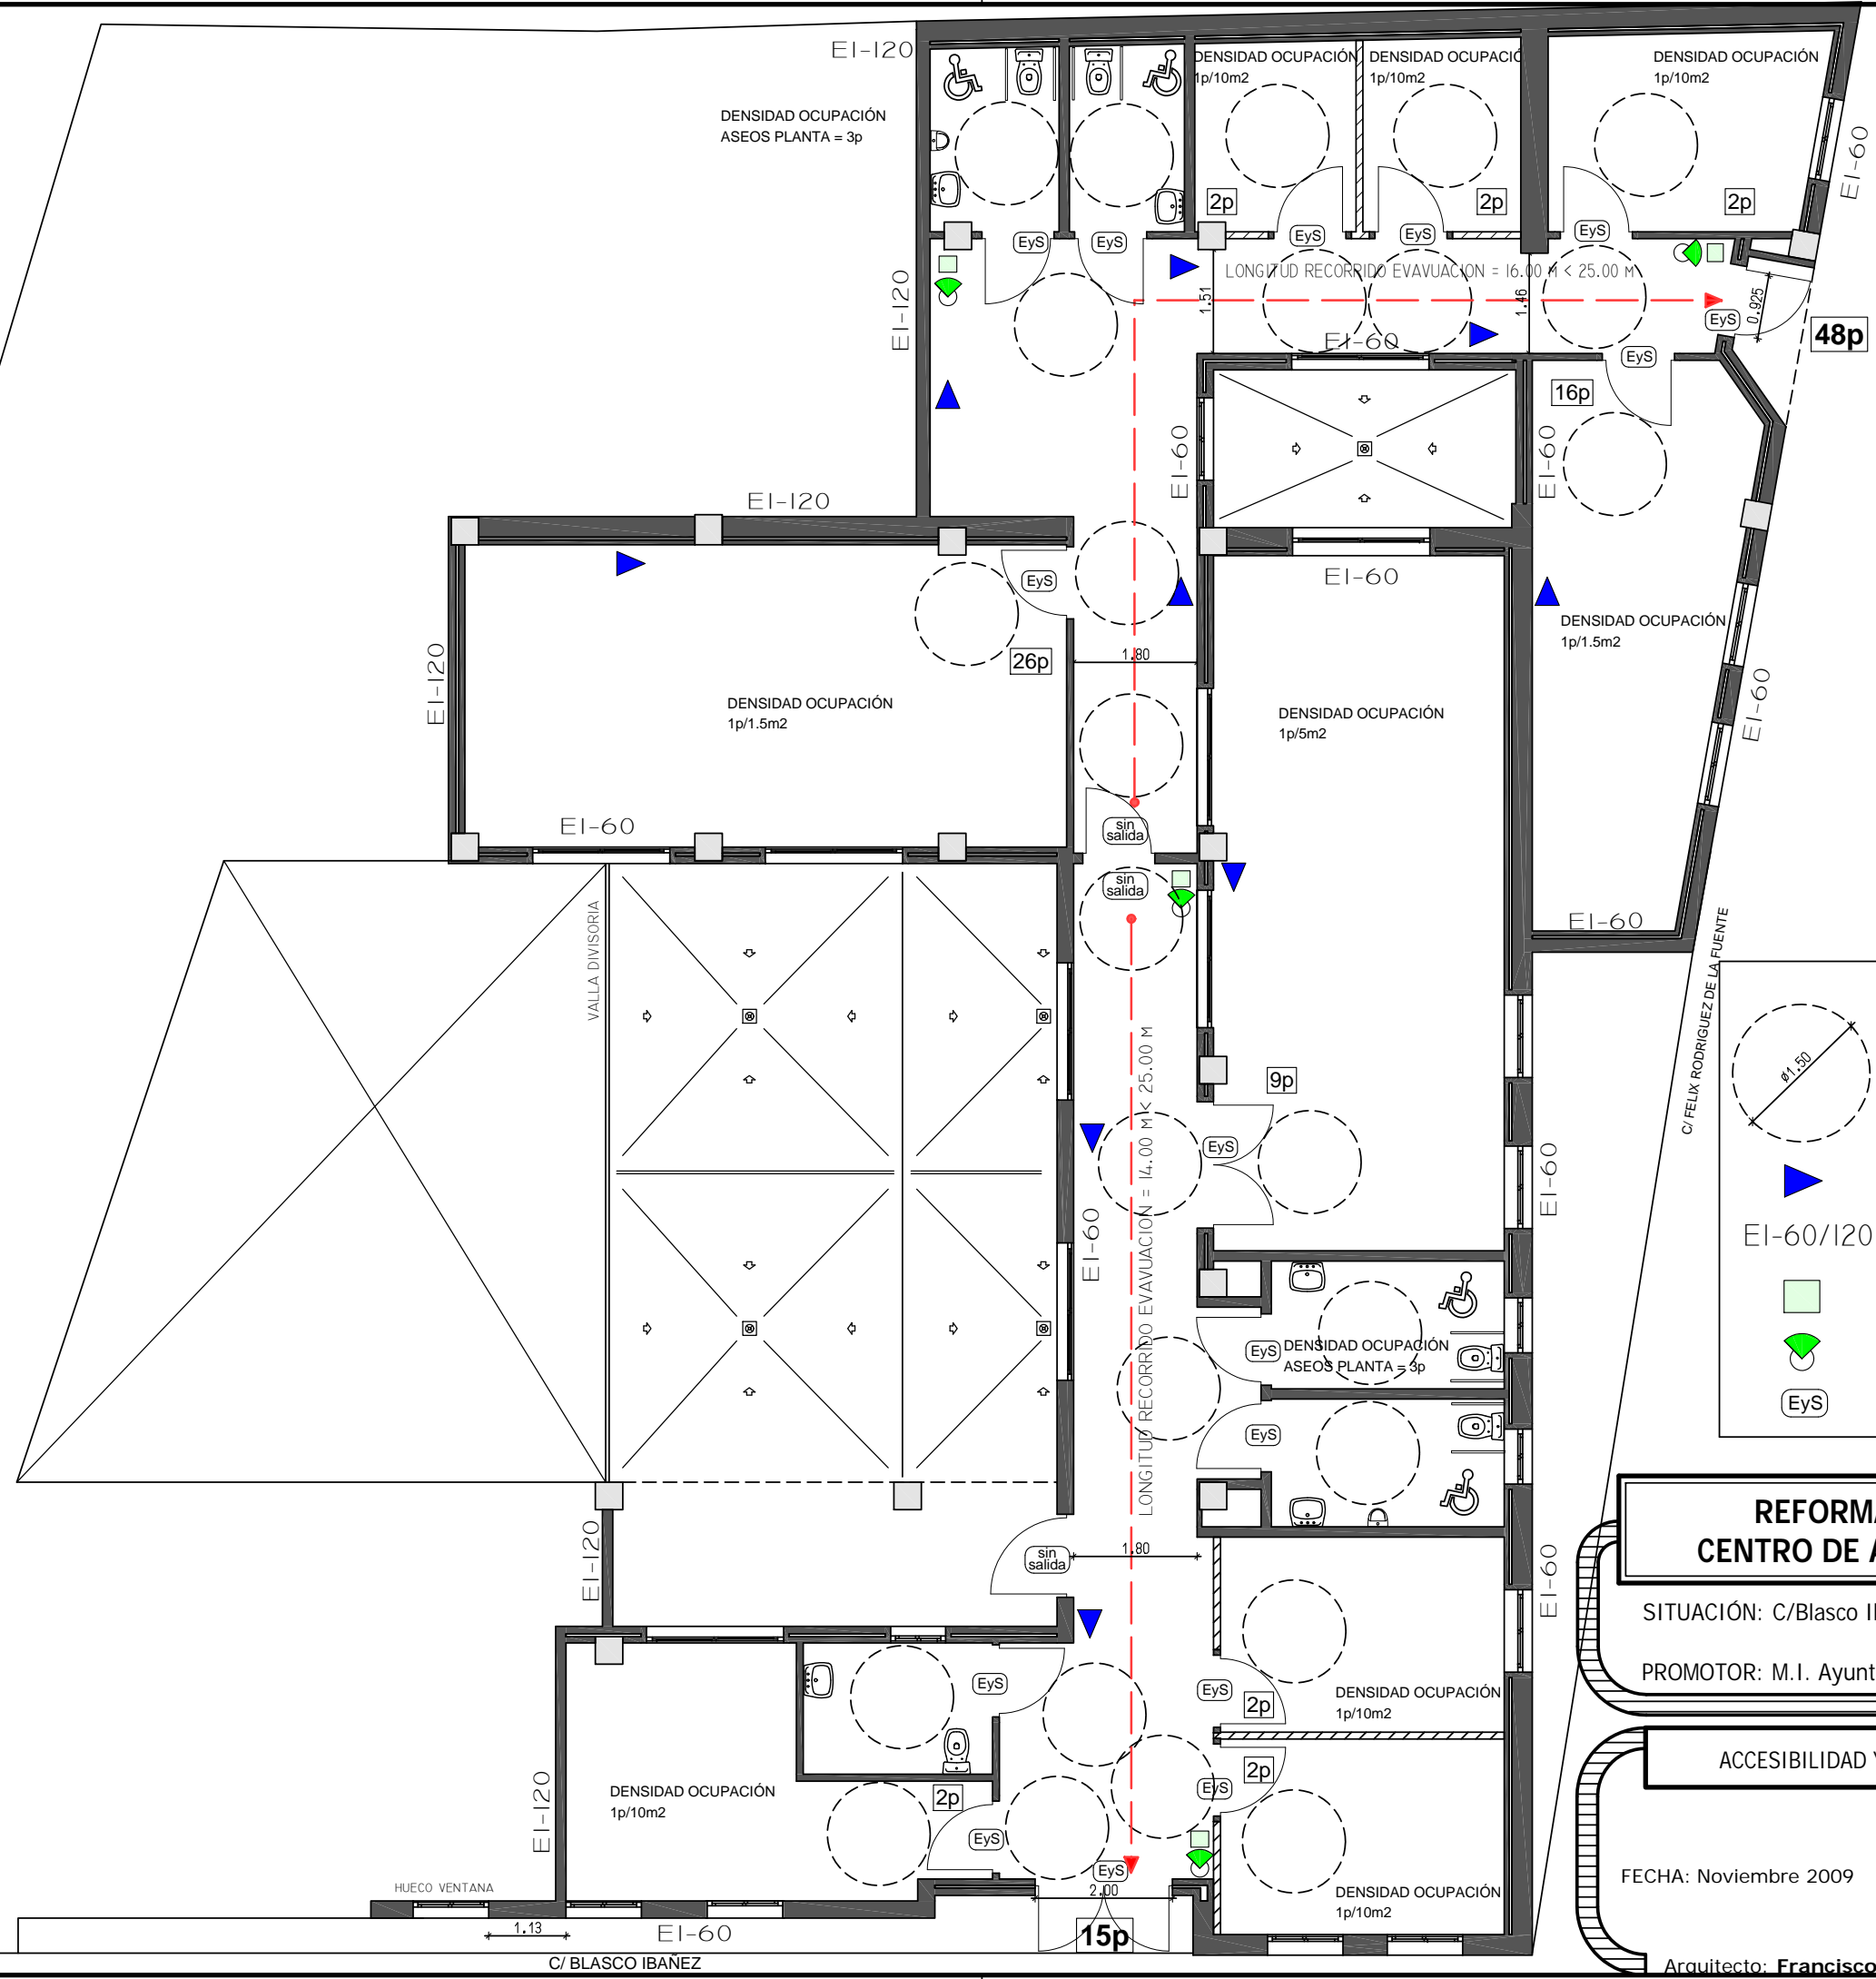 EI-120
DENSIDAD OCUPACIÓN
ASEOS PLANTA = 3p
DENSIDAD OCUPACIÓN
1p/10m2
DENSIDAD OCUPACIÓ
1p/10m2
DENSIDAD OCUPACIÓN
1p/10m2
EI-60
2p
2p
2p
EyS
EyS
EyS
EyS
EyS
LONGITUD RECORRIDO EVAVUACION = 16.00 M < 25.00 M
1.51
1.46
0.925
EyS
48p
EI-120
EI-60
EyS
16p
EI-60
EI-60
EI-120
EyS
EI-60
DENSIDAD OCUPACIÓN
1p/1.5m2
26p
1.80
EI-120
DENSIDAD OCUPACIÓN
1p/1.5m2
DENSIDAD OCUPACIÓN
1p/5m2
EI-60
EI-60
sin
salida
sin
salida
EI-60
VALLA DIVISORIA
C/ FELIX RODRIGUEZ DE LA FUENTE
ø1.50
LONGITUD RECORRIDO EVAVUACION = 14.00 M < 25.00 M
9p
EyS
EI-60
EI-60
EI-60/120
EyS
DENSIDAD OCUPACIÓN
ASEOS PLANTA = 3p
EyS
EyS
EI-120
sin
salida
1.80
EI-60
REFORMA
CENTRO DE A
SITUACIÓN: C/Blasco I
PROMOTOR: M.I. Ayunt
EyS
EyS
2p
DENSIDAD OCUPACIÓN
1p/10m2
ACCESIBILIDAD Y
2p
EyS
DENSIDAD OCUPACIÓN
1p/10m2
2p
EI-120
EyS
EyS
FECHA: Noviembre 2009
HUECO VENTANA
2.00
DENSIDAD OCUPACIÓN
1p/10m2
1.13
EI-60
15p
C/ BLASCO IBAÑEZ
Arquitecto: Francisco